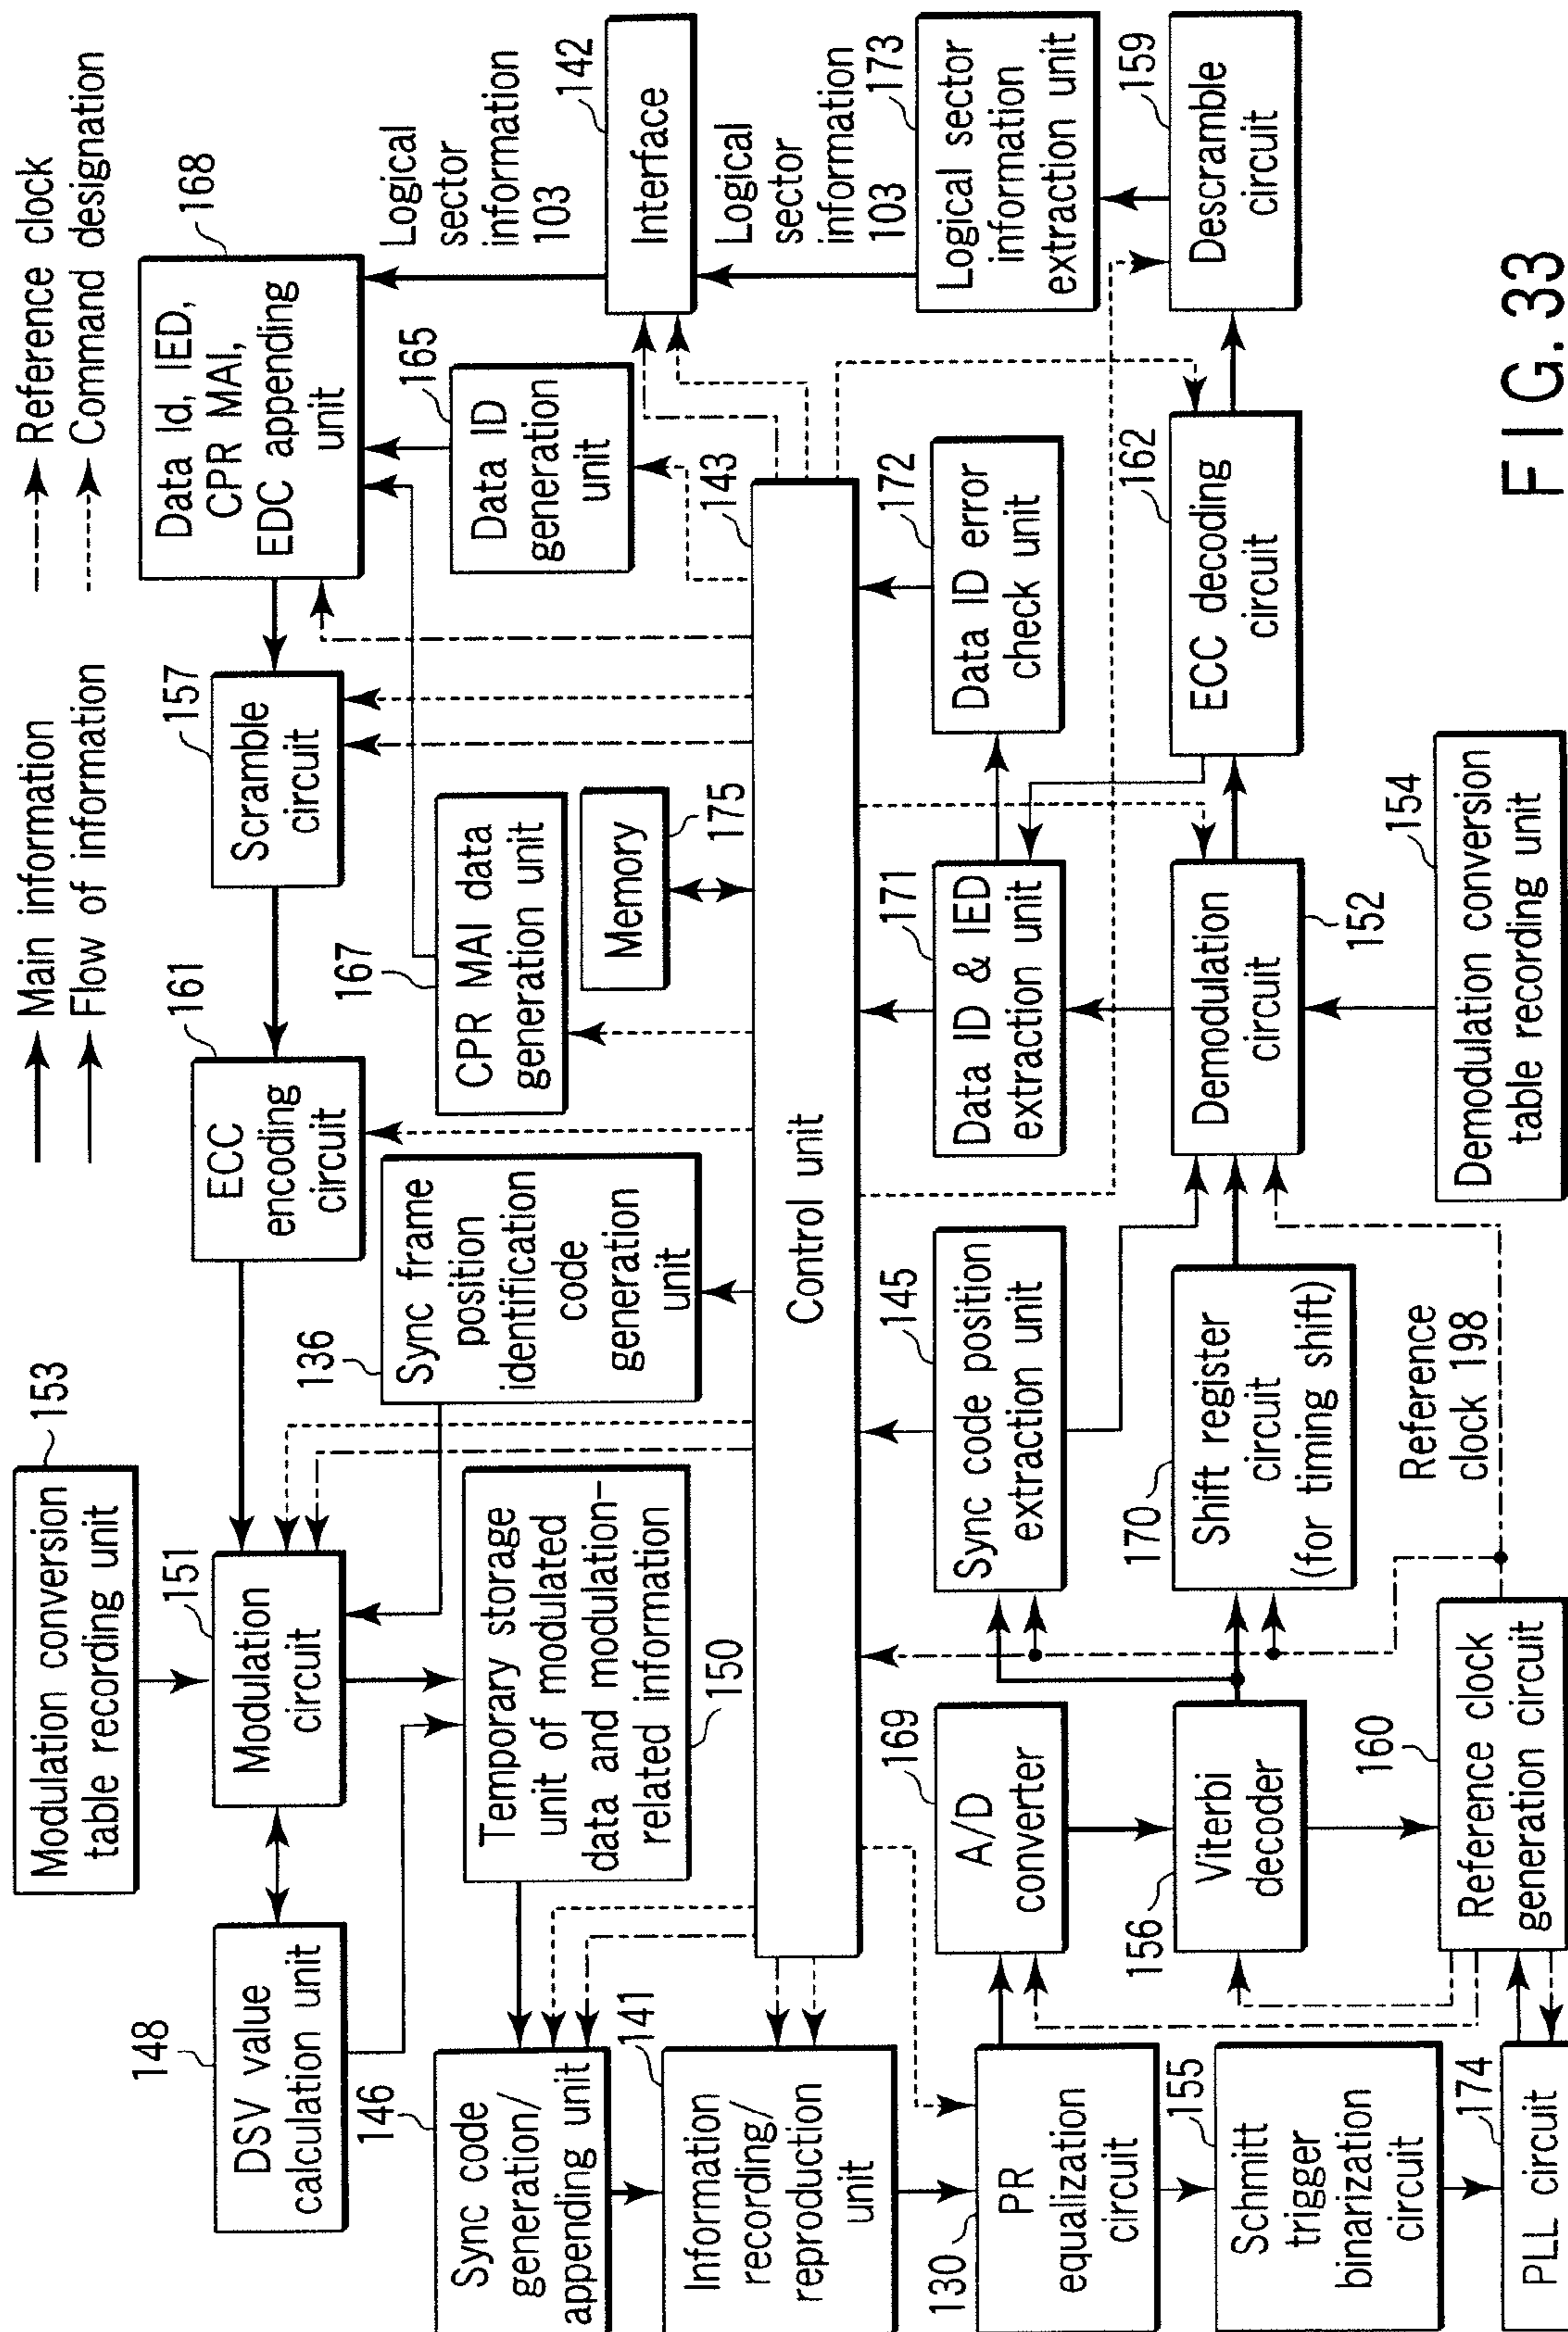 Main information
Flow of information
Reference clock
Command designation
Modulation conversion
table recording unit
153
DSV value
calculation unit
148
Modulation
circuit
151
ECC
encoding
circuit
161
Scramble
circuit
157
Data Id, IED,
CPR MAI,
EDC appending
unit
168
Logical
sector
information
103
Interface
142
Temporary storage
unit of modulated
data and modulation-
related information
150
Sync frame
position
identification
code
generation
unit
136
CPR MAI data
generation unit
167
Memory
175
Data ID
generation
unit
165
Sync code
generation/
appending unit
146
Information
recording/
reproduction
unit
141
Control unit
143
Logical
sector
information
103
Logical sector
information
extraction unit
173
PR
equalization
circuit
130
A/D
converter
169
Sync code position
extraction unit
145
Data ID & IED
extraction unit
171
Data ID error
check unit
172
Schmitt
trigger
binarization
circuit
155
Viterbi
decoder
156
Shift register
circuit
(for timing shift)
170
Demodulation
circuit
152
ECC decoding
circuit
162
Descramble
circuit
159
PLL circuit
174
Reference clock
generation circuit
160
Reference
clock 198
Demodulation conversion
table recording unit
154
FIG. 33